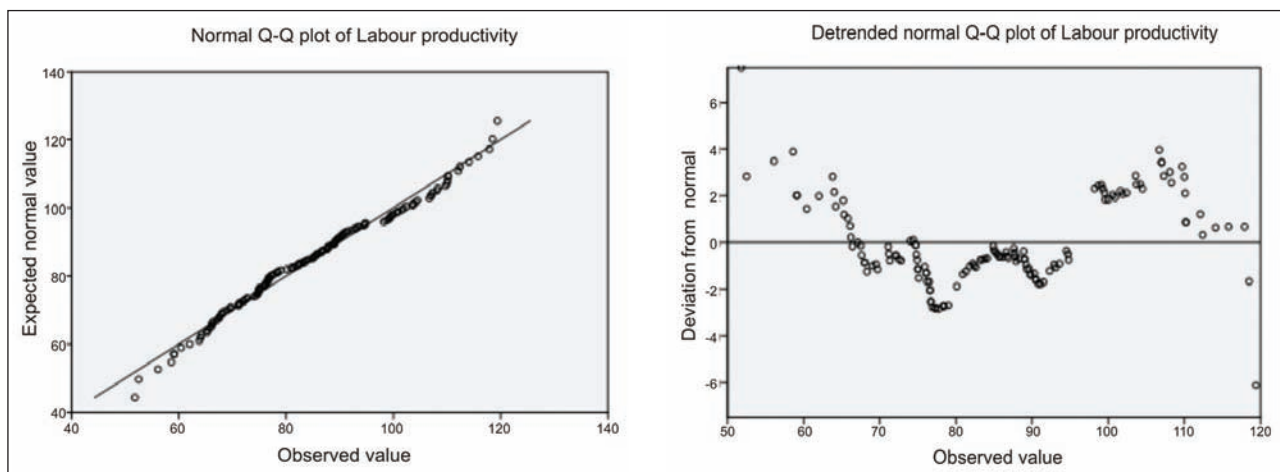 Normal Q-Q plot of Labour productivity
Expected normal value
140
120
100
80
60
40
40 60 80 100 120 140
Observed value
Detrended normal Q-Q plot of Labour productivity
Deviation from normal
6
4
2
0
-2
-4
-6
50 60 70 80 90 100 110 120
Observed value